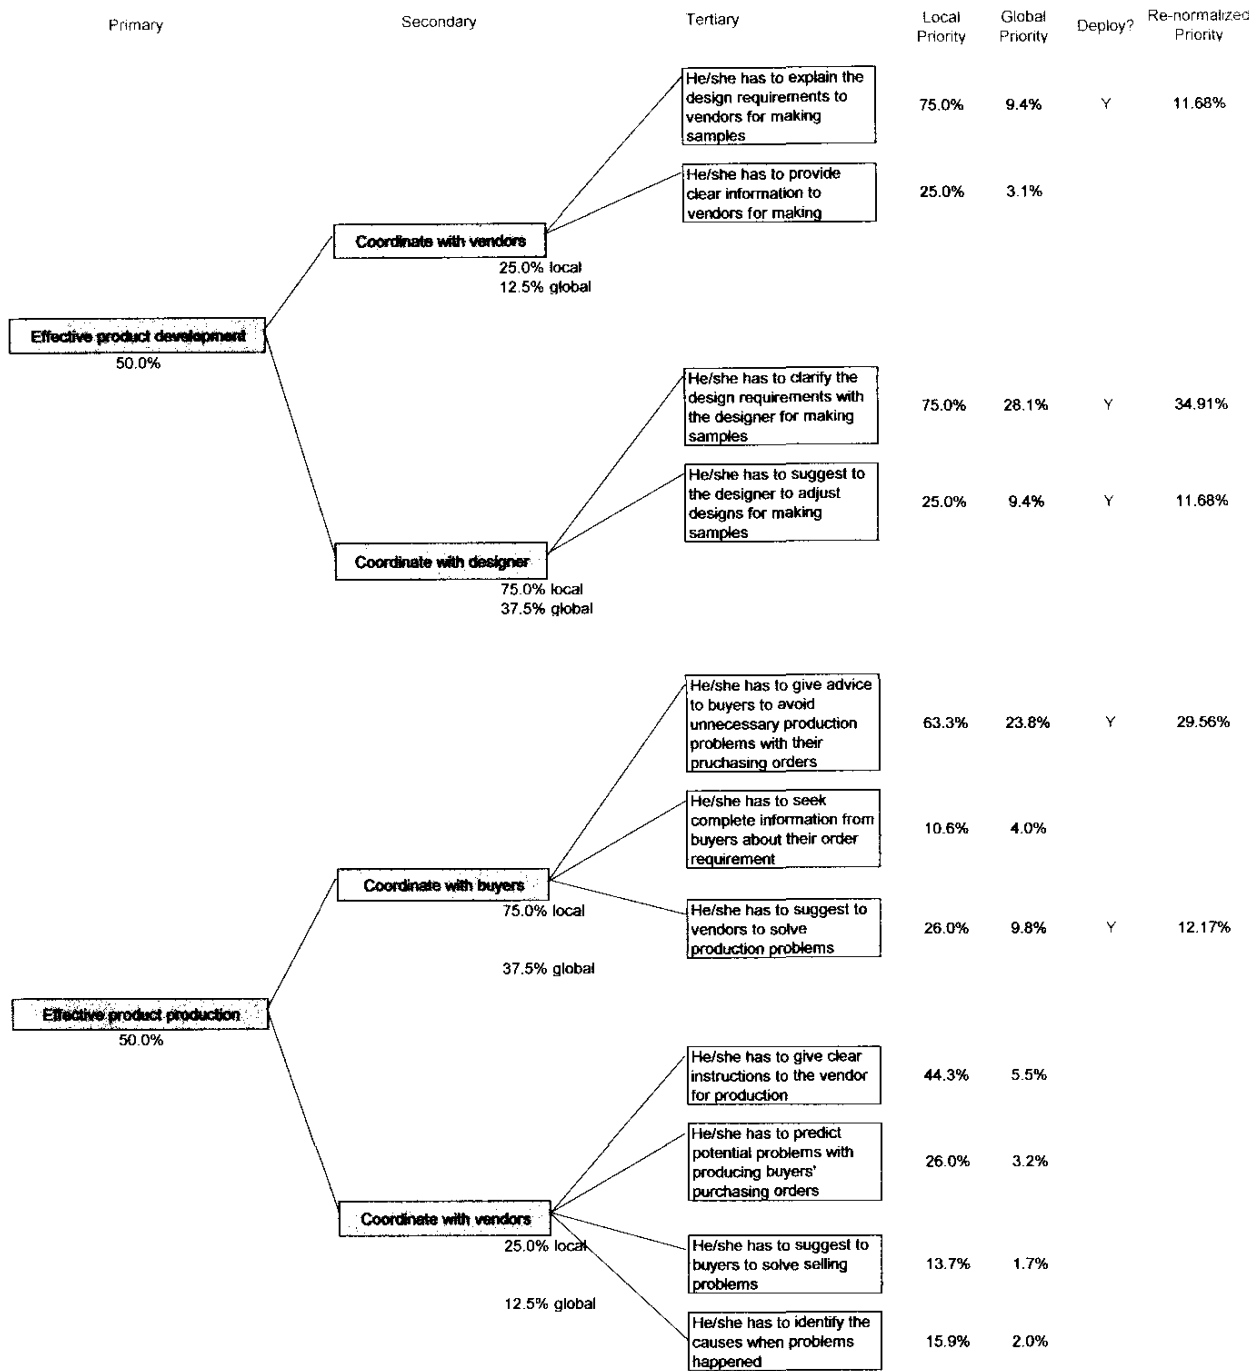 Primary
Secondary
Tertiary
Local
Priority
Global
Priority
Deploy?
Re-normalized
Priority
He/she has to explain the
design requirements to
vendors for making
samples
75.0%
9.4%
Y
11.68%
He/she has to provide
clear information to
vendors for making
25.0%
3.1%
Coordinate with vendors
25.0% local
12.5% global
Effective product development
50.0%
He/she has to clarify the
design requirements with
the designer for making
samples
75.0%
28.1%
Y
34.91%
He/she has to suggest to
the designer to adjust
designs for making
samples
25.0%
9.4%
Y
11.68%
Coordinate with designer
75.0% local
37.5% global
He/she has to give advice
to buyers to avoid
unnecessary production
problems with their
pruchasing orders
63.3%
23.8%
Y
29.56%
He/she has to seek
complete information from
buyers about their order
requirement
10.6%
4.0%
Coordinate with buyers
75.0% local
37.5% global
He/she has to suggest to
vendors to solve
production problems
26.0%
9.8%
Y
12.17%
Effective product production
50.0%
He/she has to give clear
instructions to the vendor
for production
44.3%
5.5%
He/she has to predict
potential problems with
producing buyers'
purchasing orders
26.0%
3.2%
Coordinate with vendors
25.0% local
12.5% global
He/she has to suggest to
buyers to solve selling
problems
13.7%
1.7%
He/she has to identify the
causes when problems
happened
15.9%
2.0%